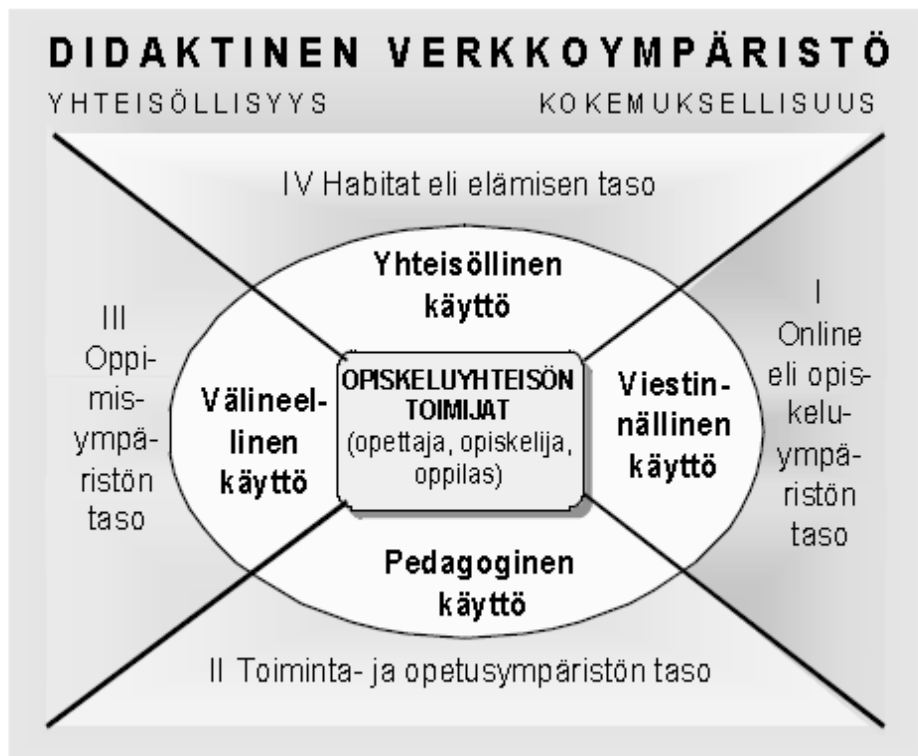 DIDAKTINEN VERKKOYMPÄRISTÖ
YHTEISÖLLISYYS KOKEMUKSELLISUUS
IV Habitat eli elämisen taso
Yhteisöllinen
käyttö
III
Oppi-
mis-
ympä-
ristön
taso
Välineel-
linen
käyttö
OPISKELUYHTEISÖN
TOIMIJAT
(opettaja, opiskelija,
oppilas)
Viestin-
nällinen
käyttö
I
Online
eli opis-
kelu-
ympä-
ristön
taso
Pedagoginen
käyttö
II Toiminta- ja opetusympäristön taso